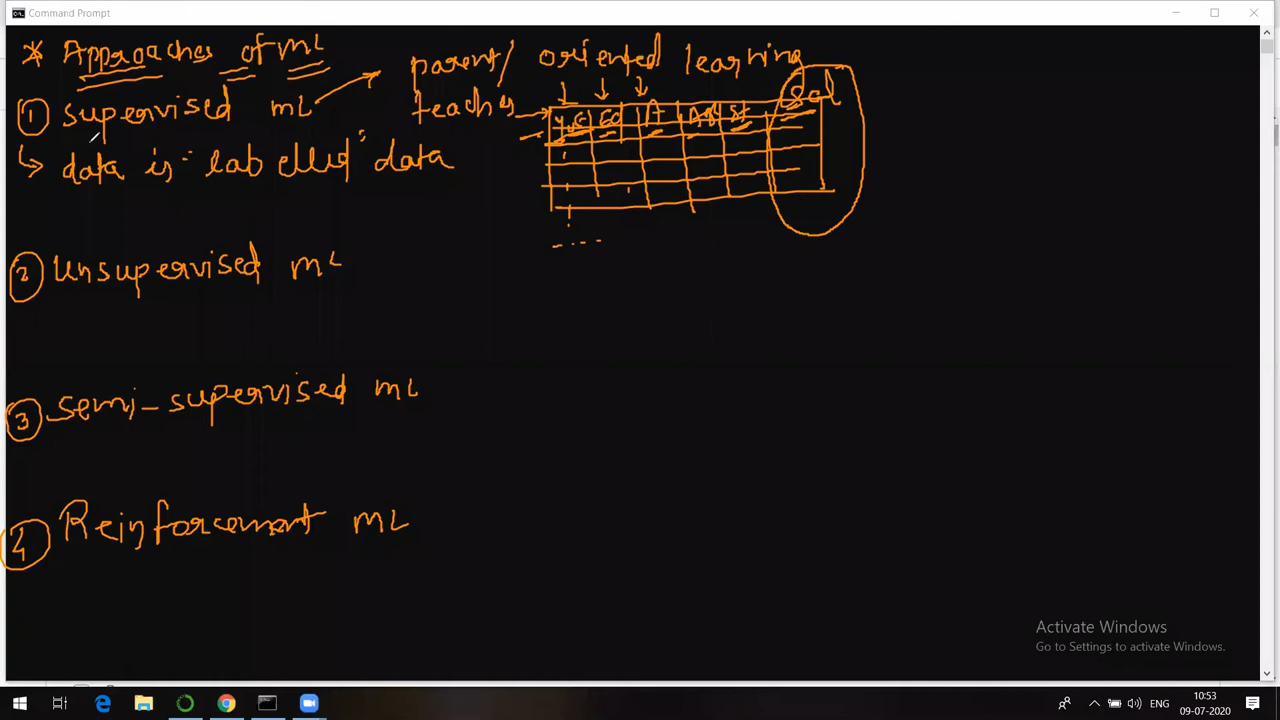 Command Prompt
* Approaches of ML
parent/ oriented learning
teaches
① supervised ML
sal
↳ data is "labelled" data
② Unsupervised ML
③ Semi-supervised ML
④ Reinforcement ML
Activate Windows
Go to Settings to activate Windows.
ENG
10:53
09-07-2020